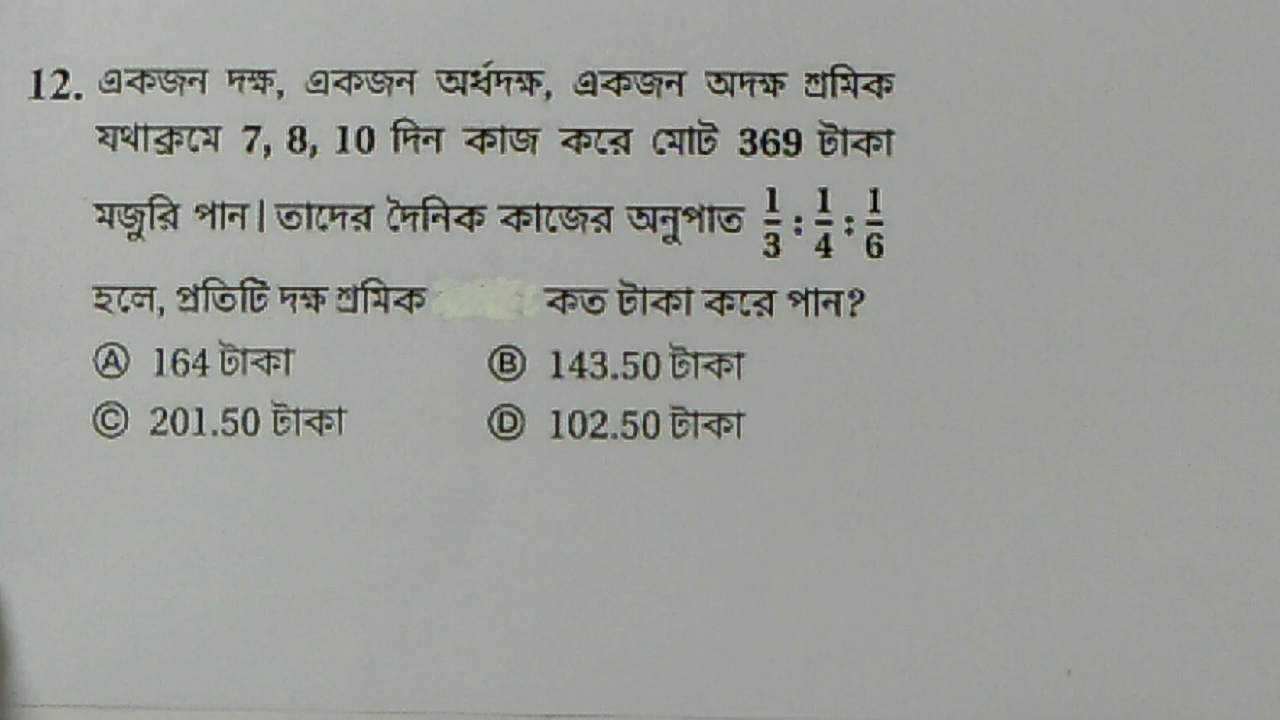 12. একজন দক্ষ, একজন অর্ধদক্ষ, একজন অদক্ষ শ্রমিক
যথাক্রমে 7, 8, 10 দিন কাজ করে মোট 369 টাকা
মজুরি পান। তাদের দৈনিক কাজের অনুপাত 1/3 : 1/4 : 1/6
হলে, প্রতিটি দক্ষ শ্রমিক কত টাকা করে পান?
Ⓐ 164 টাকা Ⓑ 143.50 টাকা
Ⓒ 201.50 টাকা Ⓓ 102.50 টাকা